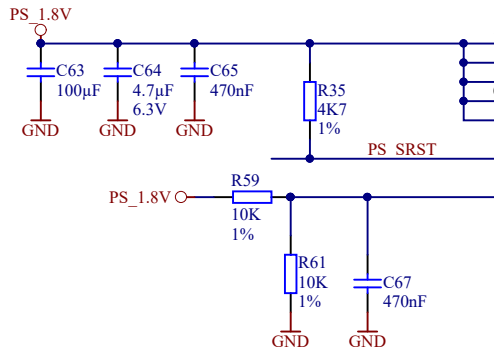 PS_1.8V
C63
100µF
GND
C64
4.7µF
6.3V
GND
C65
470nF
GND
R35
4K7
1%
PS_SRST
PS_1.8V
R59
10K
1%
R61
10K
1%
GND
C67
470nF
GND